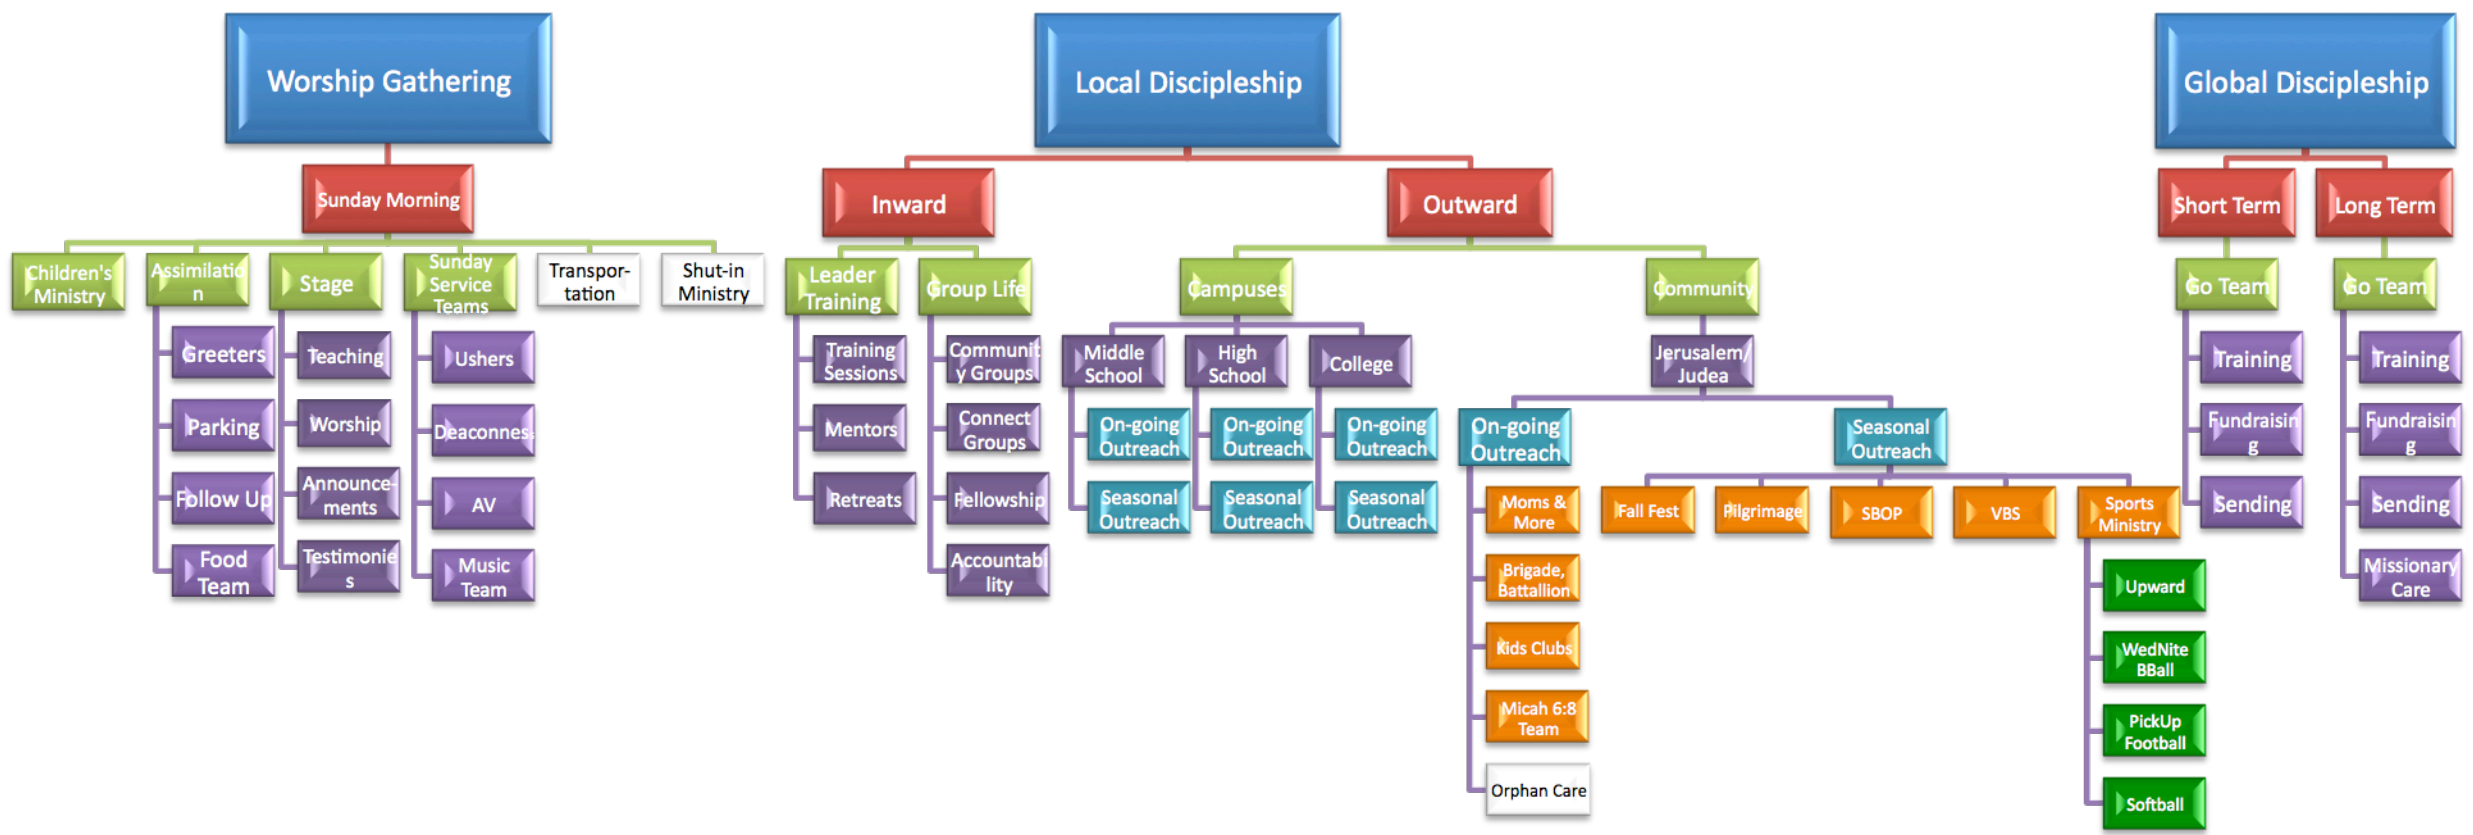 Worship Gathering
Local Discipleship
Global Discipleship
Sunday Morning
Inward
Outward
Short Term
Long Term
Children's
Ministry
Assimilatio
n
Stage
Sunday
Service
Teams
Transpor-
tation
Shut-in
Ministry
Leader
Training
Group Life
Campuses
Community
Go Team
Go Team
Greeters
Parking
Follow Up
Food
Team
Teaching
Worship
Announce-
ments
Testimonie
s
Ushers
Deaconness
AV
Music
Team
Training
Sessions
Mentors
Retreats
Communit
y Groups
Connect
Groups
Fellowship
Accountabi
lity
Middle
School
On-going
Outreach
Seasonal
Outreach
High
School
On-going
Outreach
Seasonal
Outreach
College
On-going
Outreach
Seasonal
Outreach
Jerusalem/
Judea
On-going
Outreach
Moms &
More
Brigade,
Battallion
Kids Clubs
Micah 6:8
Team
Orphan Care
Seasonal
Outreach
Fall Fest
Pilgrimage
SBOP
VBS
Sports
Ministry
Upward
WedNite
BBall
PickUp
Football
Softball
Training
Fundraisin
g
Sending
Training
Fundraisin
g
Sending
Missionary
Care